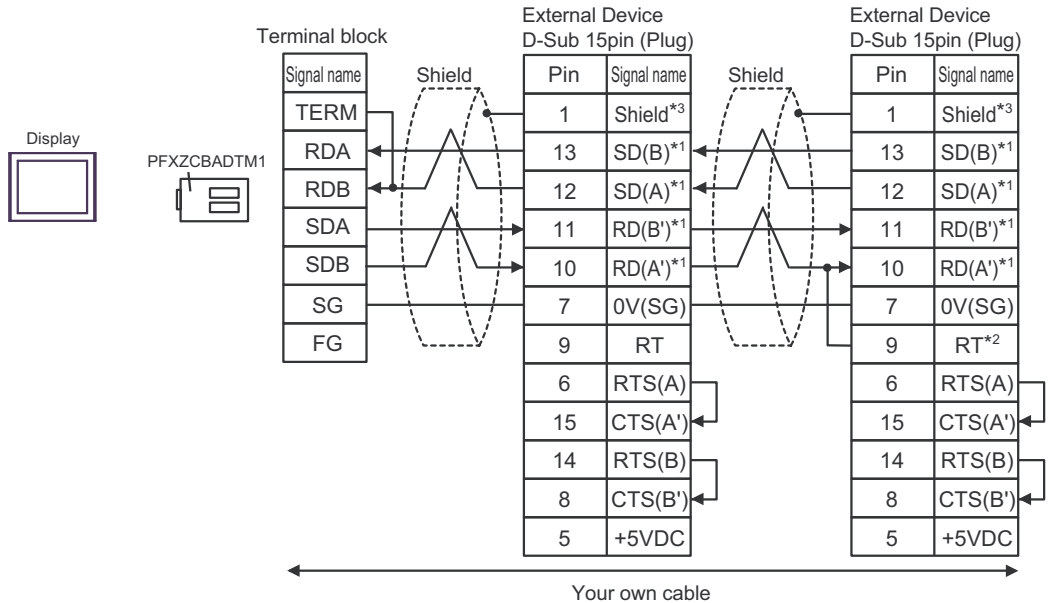 Display
PFXZCBADTM1
Terminal block
Signal name
TERM
RDA
RDB
SDA
SDB
SG
FG
Shield
External Device
D-Sub 15pin (Plug)
Pin Signal name
1 Shield*3
13 SD(B)*1
12 SD(A)*1
11 RD(B')*1
10 RD(A')*1
7 0V(SG)
9 RT
6 RTS(A)
15 CTS(A')
14 RTS(B)
8 CTS(B')
5 +5VDC
Shield
External Device
D-Sub 15pin (Plug)
Pin Signal name
1 Shield*3
13 SD(B)*1
12 SD(A)*1
11 RD(B')*1
10 RD(A')*1
7 0V(SG)
9 RT*2
6 RTS(A)
15 CTS(A')
14 RTS(B)
8 CTS(B')
5 +5VDC
Your own cable